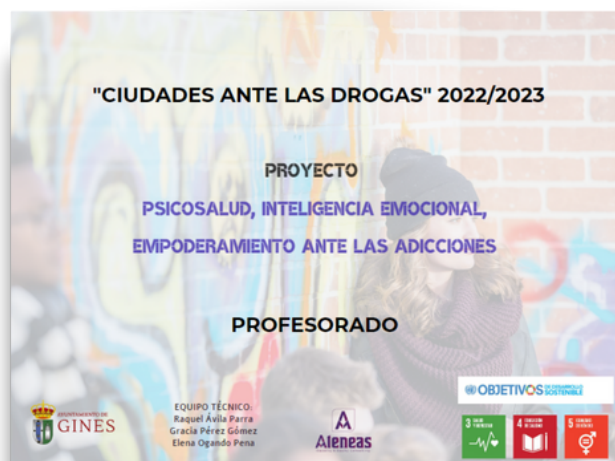 "CIUDADES ANTE LAS DROGAS" 2022/2023
PROYECTO
PSICOSALUD, INTELIGENCIA EMOCIONAL,
EMPODERAMIENTO ANTE LAS ADICCIONES
PROFESORADO
AYUNTAMIENTO DE
GINES
EQUIPO TÉCNICO:
Raquel Ávila Parra
Gracia Pérez Gómez
Elena Ogando Pena
A
Ateneas
OBJETIVOS DE DESARROLLO
SOSTENIBLE
3 SALUD
Y BIENESTAR
4 EDUCACIÓN
DE CALIDAD
5 IGUALDAD
DE GÉNERO